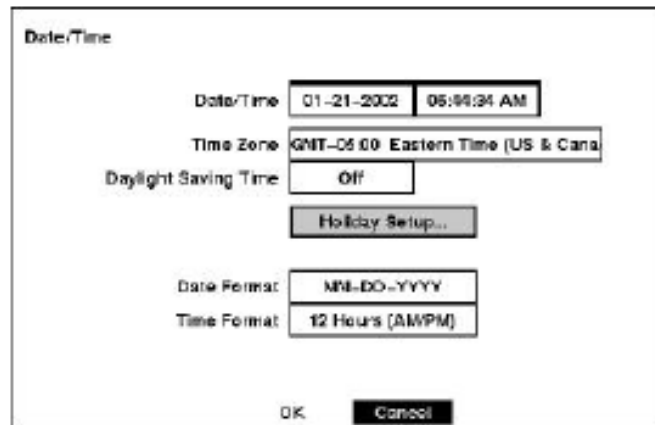 Date/Time
Date/Time 01-21-2002 06:44:34 AM
Time Zone GMT-05:00 Eastern Time (US & Cana
Daylight Saving Time Off
Holiday Setup...
Date Format MM-DD-YYYY
Time Format 12 Hours (AM/PM)
OK Cancel